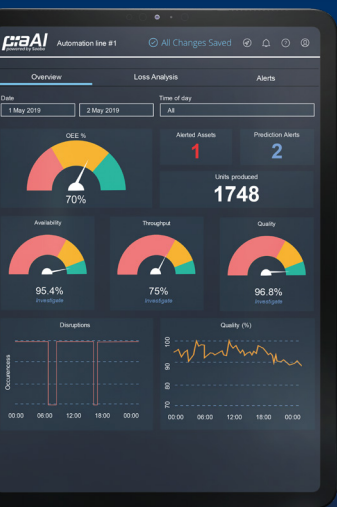 AI
powered by
Automation line #1
All Changes Saved
Overview
Loss Analysis
Alerts
Date
Time of day
1 May 2019
2 May 2019
All
OEE %
Alerted Assets
Prediction Alerts
1
2
70%
Units produced
1748
Availability
Throughput
Quality
95.4%
75%
96.8%
Investigate
Investigate
Investigate
Disruptions
Quality (%)
Occurencess
100
90
80
70
00:00 06:00 12:00 18:00 00:00
00:00 06:00 12:00 18:00 00:00